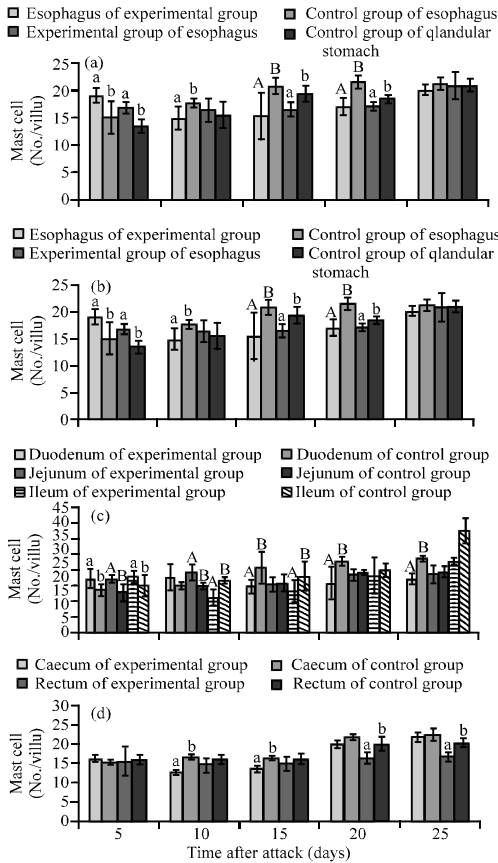 Esophagus of experimental group Control group of esophagus
Experimental group of esophagus Control group of qlandular
stomach
(a)
Mast cell
(No./villu)
25
20
15
10
5
0
a b a b
a b
A B a b
A B a b
Esophagus of experimental group Control group of esophagus
Experimental group of esophagus Control group of qlandular
stomach
(b)
Mast cell
(No./villu)
25
20
15
10
5
0
a b a b
a b
A B a b
A B a b
Duodenum of experimental group Duodenum of control group
Jejunum of experimental group Jejunum of control group
Ileum of experimental group Ileum of control group
(c)
Mast cell
(No./villu)
45
40
35
30
25
20
15
10
5
0
a b A B a b
A b A B
A B A B
A B
A B
Caecum of experimental group Caecum of control group
Rectum of experimental group Rectum of control group
(d)
Mast cell
(No./villu)
30
25
20
15
10
5
0
a b
a b
a b
a b
5 10 15 20 25
Time after attack (days)